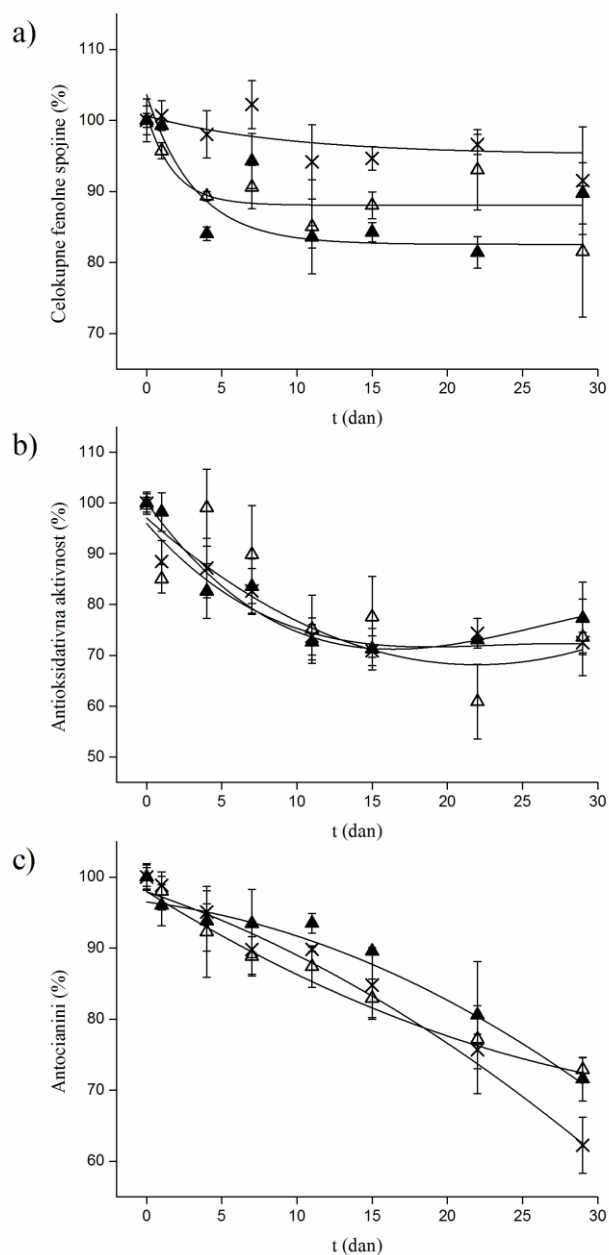 a)
Celokupne fenolne spojine (%)
110
100
90
80
70
0 5 10 15 20 25 30
t (dan)
b)
Antioksidativna aktivnost (%)
110
100
90
80
70
60
50
0 5 10 15 20 25 30
t (dan)
c)
Antocianini (%)
100
90
80
70
60
0 5 10 15 20 25 30
t (dan)